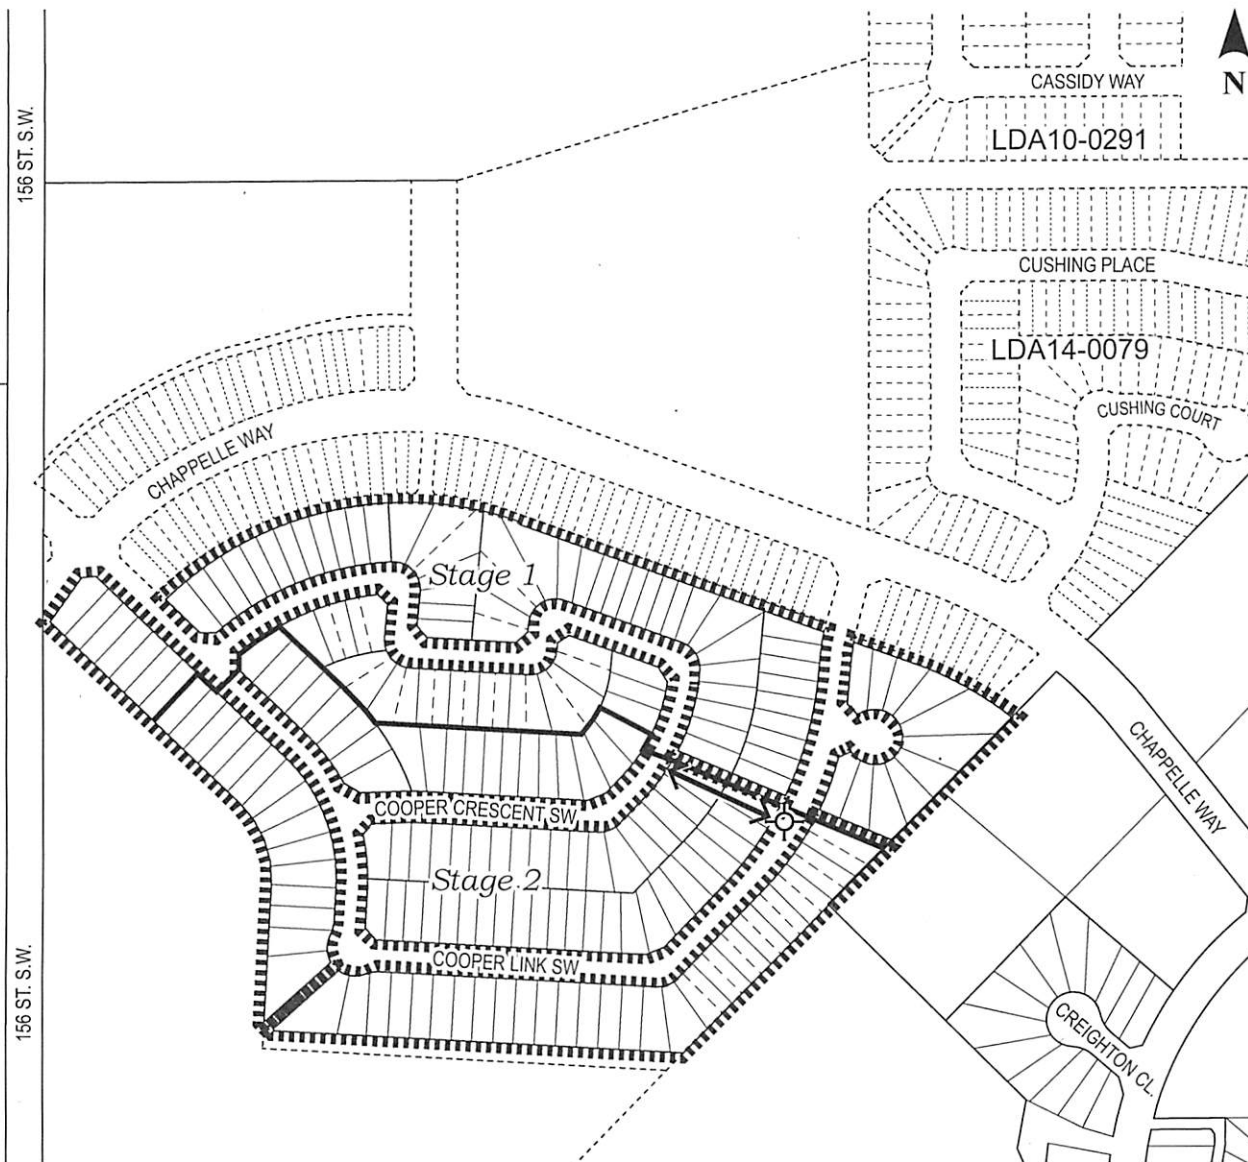 156 ST. S.W.
CASSIDY WAY
N
LDA10-0291
CUSHING PLACE
LDA14-0079
CUSHING COURT
CHAPPELLE WAY
Stage 1
CHAPPELLE WAY
COOPER CRESCENT SW
Stage 2
156 ST. S.W.
COOPER LINK SW
CREIGHTON CL.